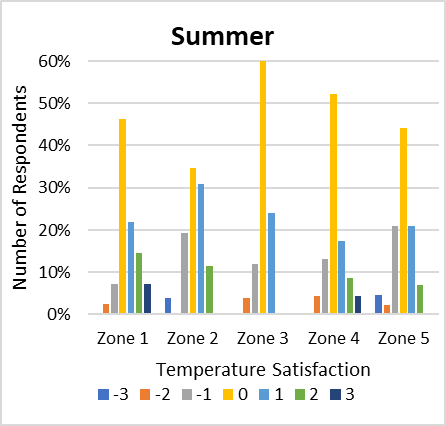 Summer
Number of Respondents
60%
50%
40%
30%
20%
10%
0%
Zone 1 Zone 2 Zone 3 Zone 4 Zone 5
Temperature Satisfaction
-3 -2 -1 0 1 2 3